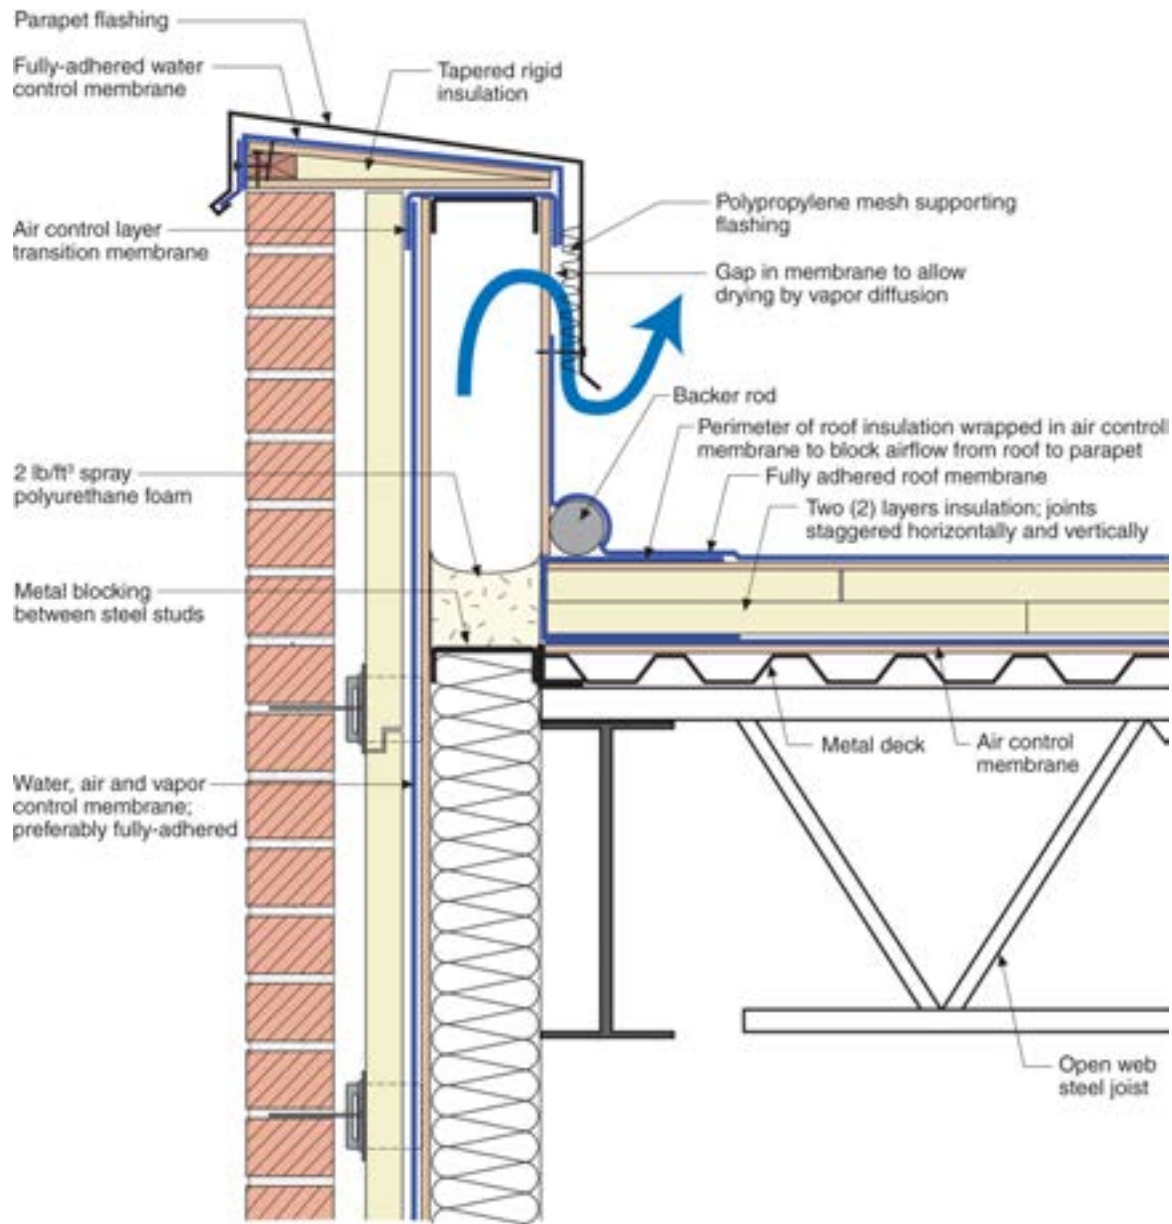 Parapet flashing
Fully-adhered water
control membrane
Tapered rigid
insulation
Air control layer
transition membrane
Polypropylene mesh supporting
flashing
Gap in membrane to allow
drying by vapor diffusion
Backer rod
Perimeter of roof insulation wrapped in air control
membrane to block airflow from roof to parapet
Fully adhered roof membrane
2 lb/ft³ spray
polyurethane foam
Two (2) layers insulation; joints
staggered horizontally and vertically
Metal blocking
between steel studs
Metal deck
Air control
membrane
Water, air and vapor
control membrane;
preferably fully-adhered
Open web
steel joist